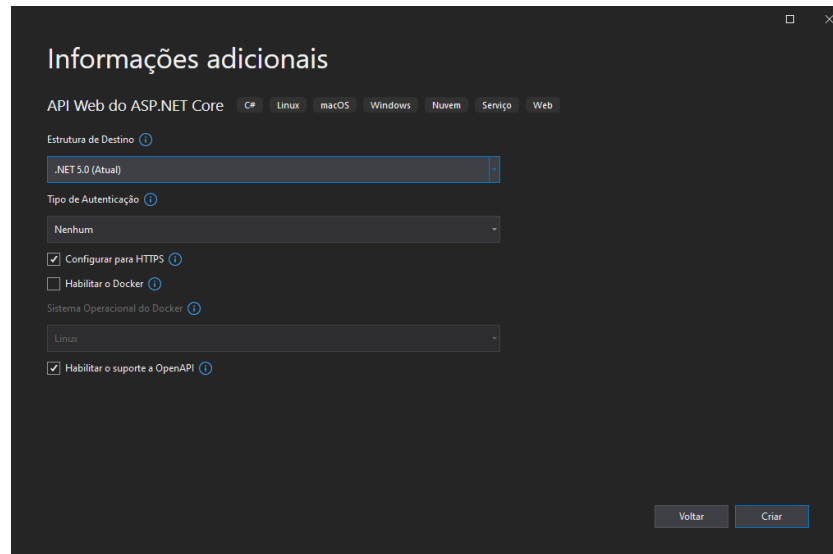 Informações adicionais
API Web do ASP.NET Core C# Linux macOS Windows Nuvem Serviço Web
Estrutura de Destino
.NET 5.0 (Atual)
Tipo de Autenticação
Nenhum
Configurar para HTTPS
Habilitar o Docker
Sistema Operacional do Docker
Linux
Habilitar o suporte a OpenAPI
Voltar Criar